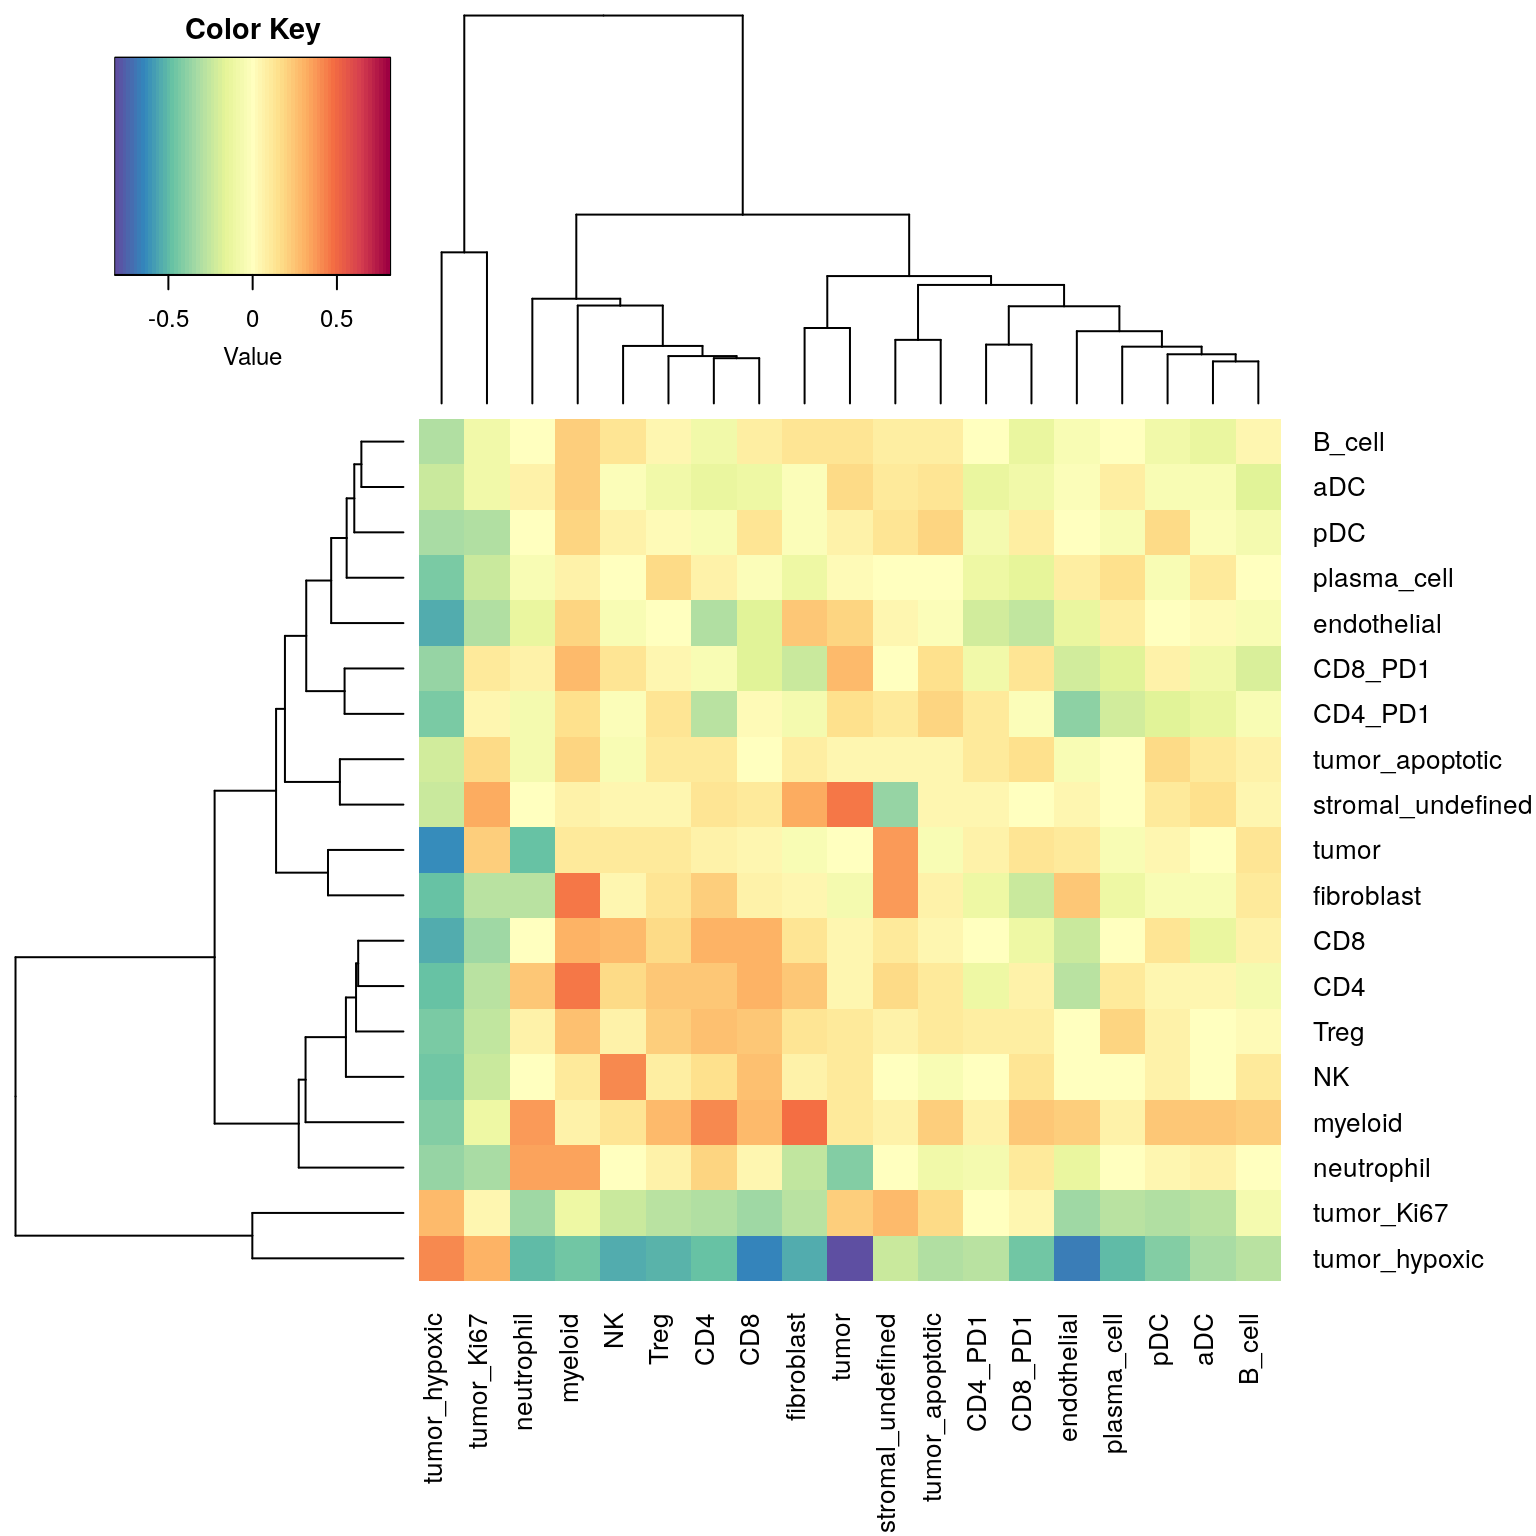 Color Key
-0.5 0 0.5
Value
B_cell
aDC
pDC
plasma_cell
endothelial
CD8_PD1
CD4_PD1
tumor_apoptotic
stromal_undefined
tumor
fibroblast
CD8
CD4
Treg
NK
myeloid
neutrophil
tumor_Ki67
tumor_hypoxic
tumor_hypoxic
tumor_Ki67
neutrophil
myeloid
NK
Treg
CD4
CD8
fibroblast
tumor
stromal_undefined
tumor_apoptotic
CD4_PD1
CD8_PD1
endothelial
plasma_cell
pDC
aDC
B_cell